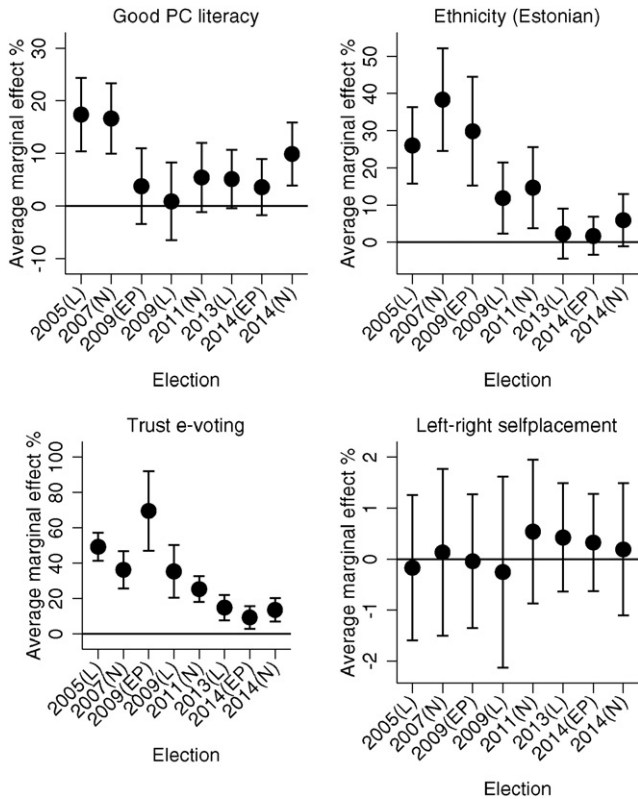 Good PC literacy
Average marginal effect %
30
20
10
0
-10
2005(L)
2007(N)
2009(EP)
2009(L)
2011(N)
2013(L)
2014(EP)
2014(N)
Election
Ethnicity (Estonian)
Average marginal effect %
50
40
30
20
10
0
2005(L)
2007(N)
2009(EP)
2009(L)
2011(N)
2013(L)
2014(EP)
2014(N)
Election
Trust e-voting
Average marginal effect %
100
80
60
40
20
0
2005(L)
2007(N)
2009(EP)
2009(L)
2011(N)
2013(L)
2014(EP)
2014(N)
Election
Left-right selfplacement
Average marginal effect %
2
1
0
-1
-2
2005(L)
2007(N)
2009(EP)
2009(L)
2011(N)
2013(L)
2014(EP)
2014(N)
Election